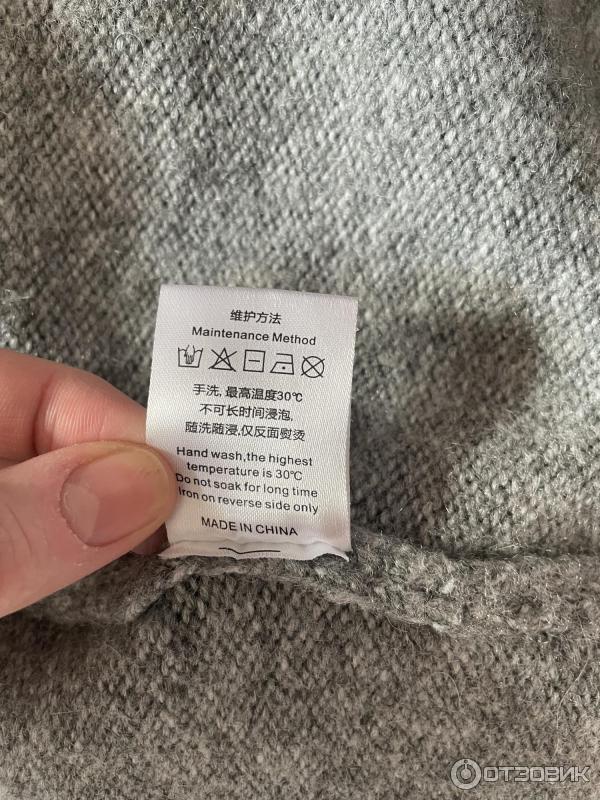 维护方法
Maintenance Method
手洗, 最高温度30℃
不可长时间浸泡,
随洗随浸,仅反面熨烫
Hand wash,the highest
temperature is 30℃
Do not soak for long time
Iron on reverse side only
MADE IN CHINA
ОТЗОВИК